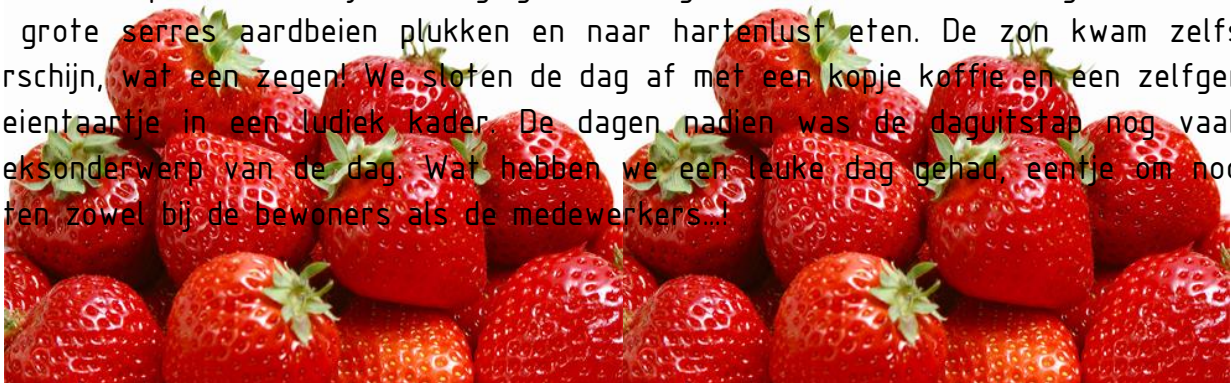 grote serres aardbeien plukken en naar hartenlust eten. De zon kwam zelfs
rschijn, wat een zegen! We sloten de dag af met een kopje koffie en een zelfge
eientaartje in een ludiek kader. De dagen nadien was de daguitstap nog vaa
eksonderwerp van de dag. Wat hebben we een leuke dag gehad, eentje om noo
ten zowel bij de bewoners als de medewerkers...!